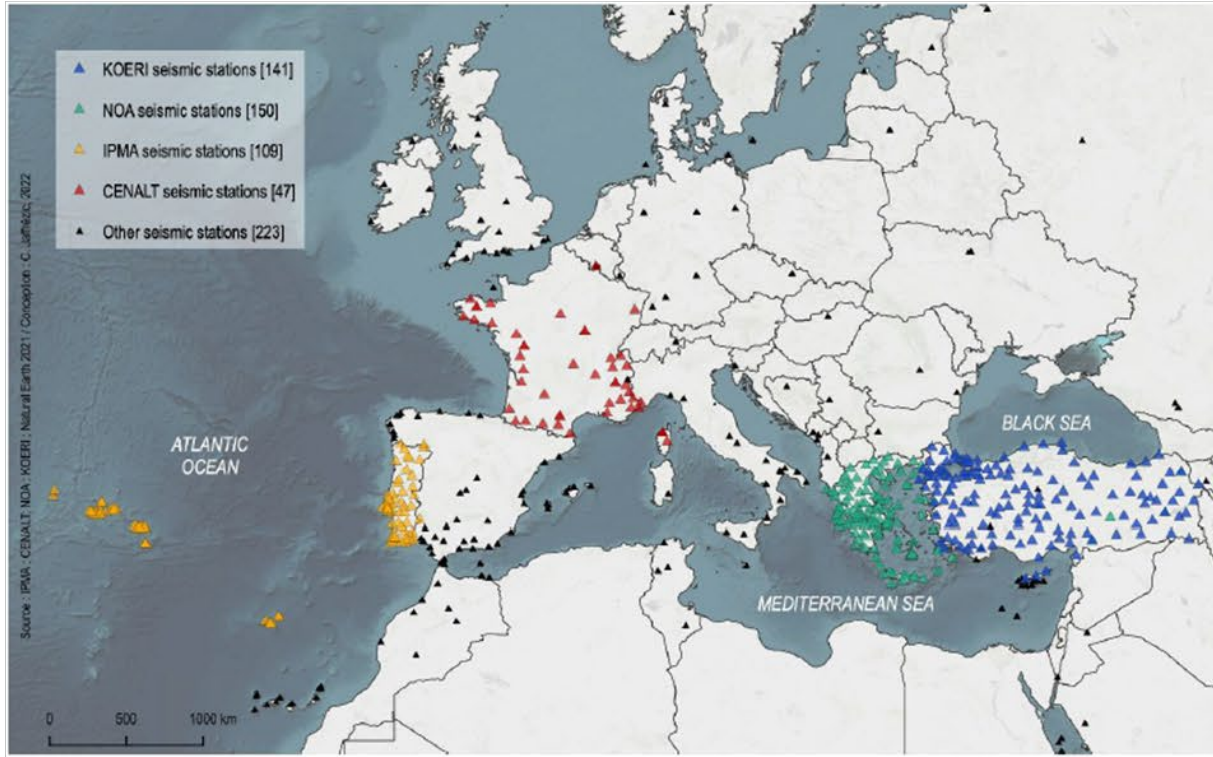 KOERI seismic stations [141]
NOA seismic stations [150]
IPMA seismic stations [109]
CENALT seismic stations [47]
Other seismic stations [223]
Source : IPMA ; CENALT; NOA ; KOERI ; Natural Earth 2021 / Conception : C. 2022
ATLANTIC
OCEAN
BLACK SEA
MEDITERRANEAN SEA
0 500 1000 km